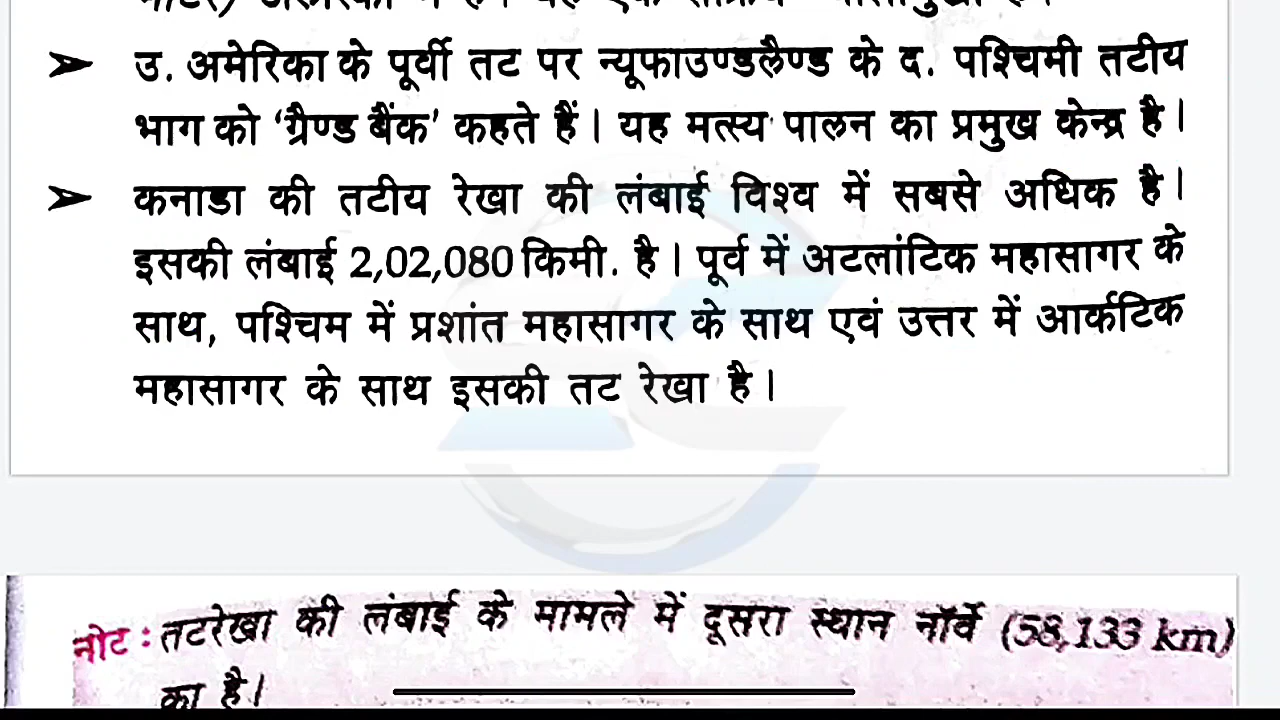 ➤ उ. अमेरिका के पूर्वी तट पर न्यूफाउण्डलैण्ड के द. पश्चिमी तटीय
भाग को ‘ग्रैण्ड बैंक’ कहते हैं। यह मत्स्य पालन का प्रमुख केन्द्र है।
➤ कनाडा की तटीय रेखा की लंबाई विश्व में सबसे अधिक है।
इसकी लंबाई 2,02,080 किमी. है। पूर्व में अटलांटिक महासागर के
साथ, पश्चिम में प्रशांत महासागर के साथ एवं उत्तर में आर्कटिक
महासागर के साथ इसकी तट रेखा है।
नोट : तटरेखा की लंबाई के मामले में दूसरा स्थान नॉर्वे (58,133 km)
का है।